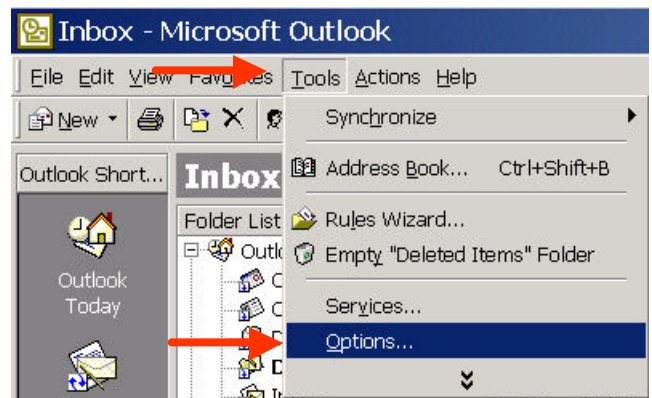 Inbox - Microsoft Outlook
File Edit View Favorites Tools Actions Help
New
Synchronize
Outlook Short...
Inbox
Address Book... Ctrl+Shift+B
Folder List
Rules Wizard...
Empty "Deleted Items" Folder
Outlook
Today
Services...
Options...